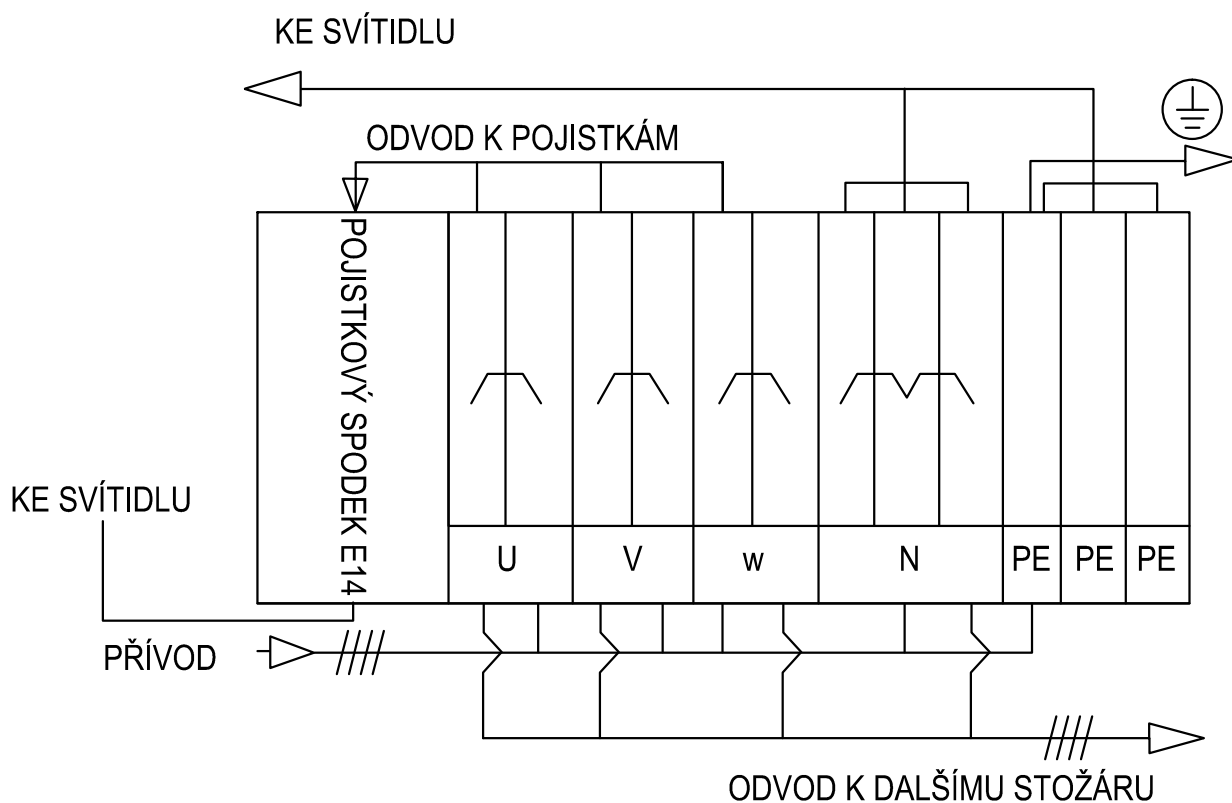 KE SVÍTIDLU
ODVOD K POJISTKÁM
POJISTKOVÝ SPODEK E14
KE SVÍTIDLU
U V w N PE PE PE
PŘÍVOD
ODVOD K DALŠÍMU STOŽÁRU